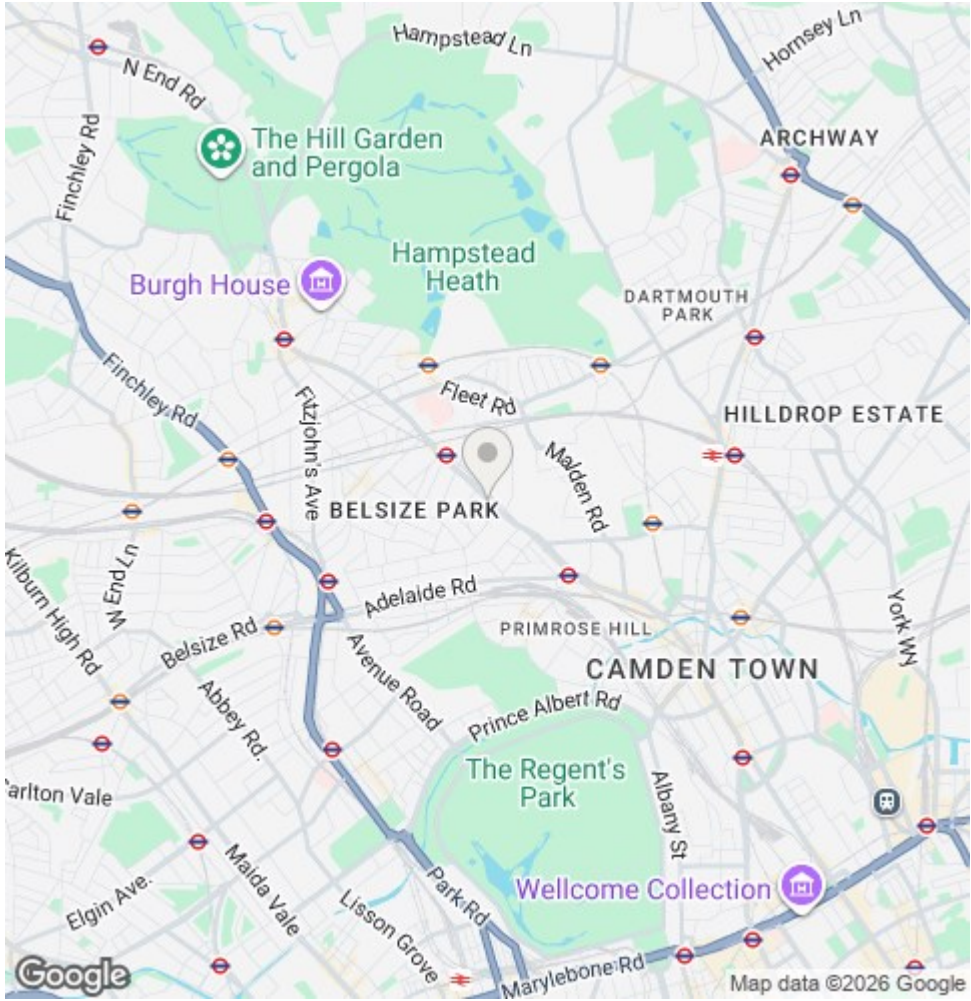 Hampstead Ln
Hornsey Ln
N End Rd
Finchley Rd
The Hill Garden
and Pergola
ARCHWAY
Hampstead
Heath
Burgh House
DARTMOUTH
PARK
Finchley Rd
Fitzjohn's Ave
Fleet Rd
HILLDROP ESTATE
Malden Rd
BELSIZE PARK
Kilburn High Rd
N End Ln
Adelaide Rd
York Wy
Belsize Rd
PRIMROSE HILL
Avenue Road
CAMDEN TOWN
Abbey Rd.
Prince Albert Rd
The Regent's
Park
Albany St
Carlton Vale
Maida Vale
Elgin Ave.
Lisson Grove
Park Rd
Wellcome Collection
Marylebone Rd
Google
Map data ©2026 Google